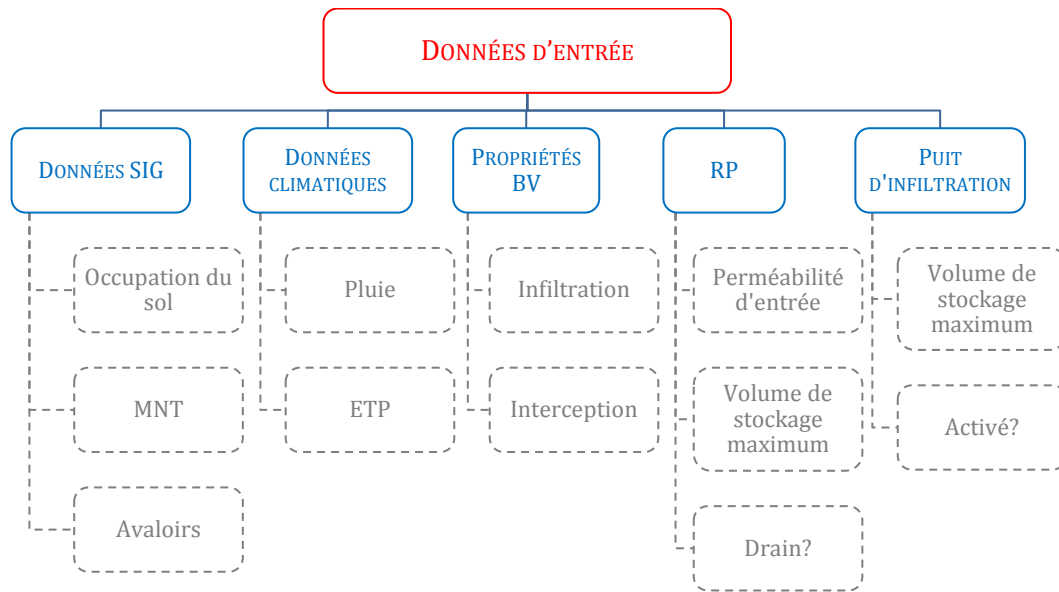 DONNÉES D'ENTRÉE
DONNÉES SIG
DONNÉES
CLIMATIQUES
PROPRIÉTÉS
BV
RP
PUIT
D'INFILTRATION
Occupation du
sol
MNT
Avaloirs
Pluie
ETP
Infiltration
Interception
Perméabilité
d'entrée
Volume de
stockage
maximum
Drain?
Volume de
stockage
maximum
Activé?